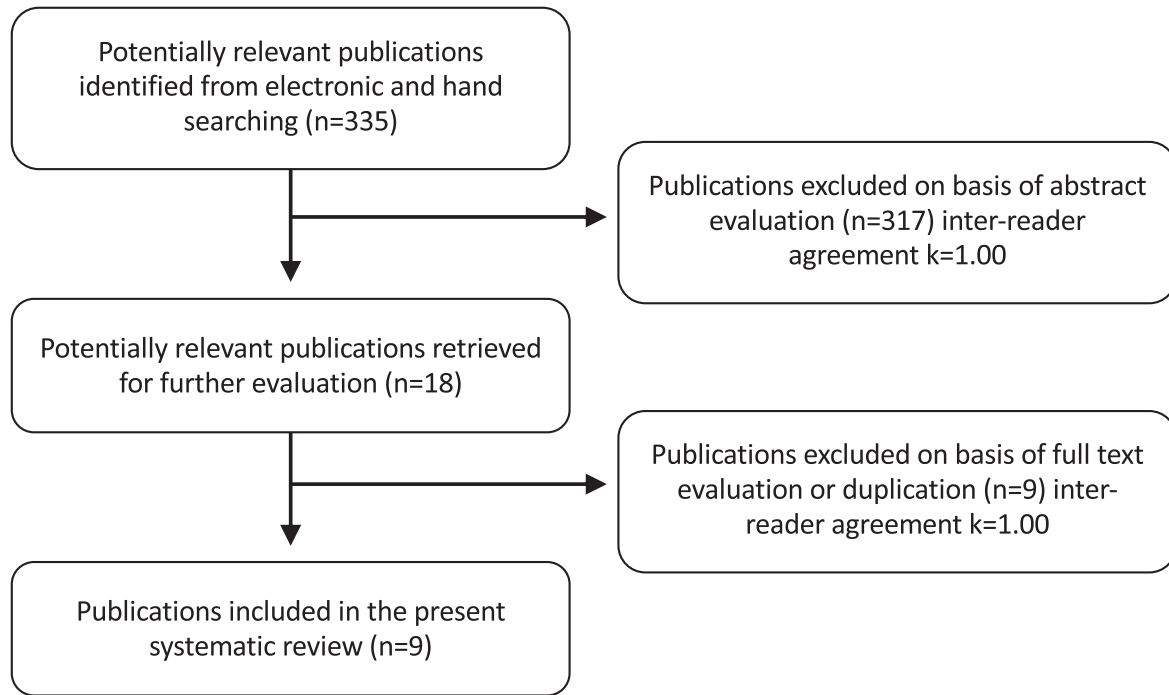 Potentially relevant publications
identified from electronic and hand
searching (n=335)
Publications excluded on basis of abstract
evaluation (n=317) inter-reader
agreement k=1.00
Potentially relevant publications retrieved
for further evaluation (n=18)
Publications excluded on basis of full text
evaluation or duplication (n=9) inter-
reader agreement k=1.00
Publications included in the present
systematic review (n=9)